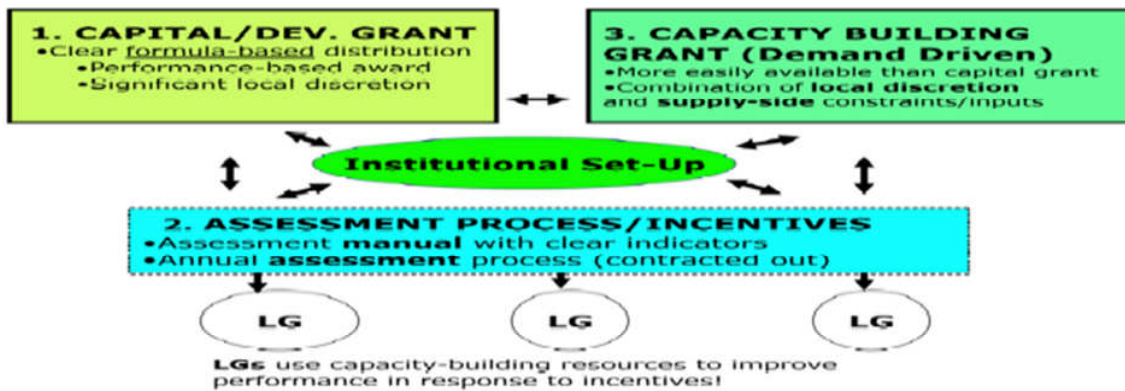 1. CAPITAL/DEV. GRANT
•Clear formula-based distribution
•Performance-based award
•Significant local discretion
3. CAPACITY BUILDING
GRANT (Demand Driven)
•More easily available than capital grant
•Combination of local discretion
and supply-side constraints/inputs
Institutional Set-Up
2. ASSESSMENT PROCESS/INCENTIVES
•Assessment manual with clear indicators
•Annual assessment process (contracted out)
LG
LG
LG
LGs use capacity-building resources to improve
performance in response to incentives!